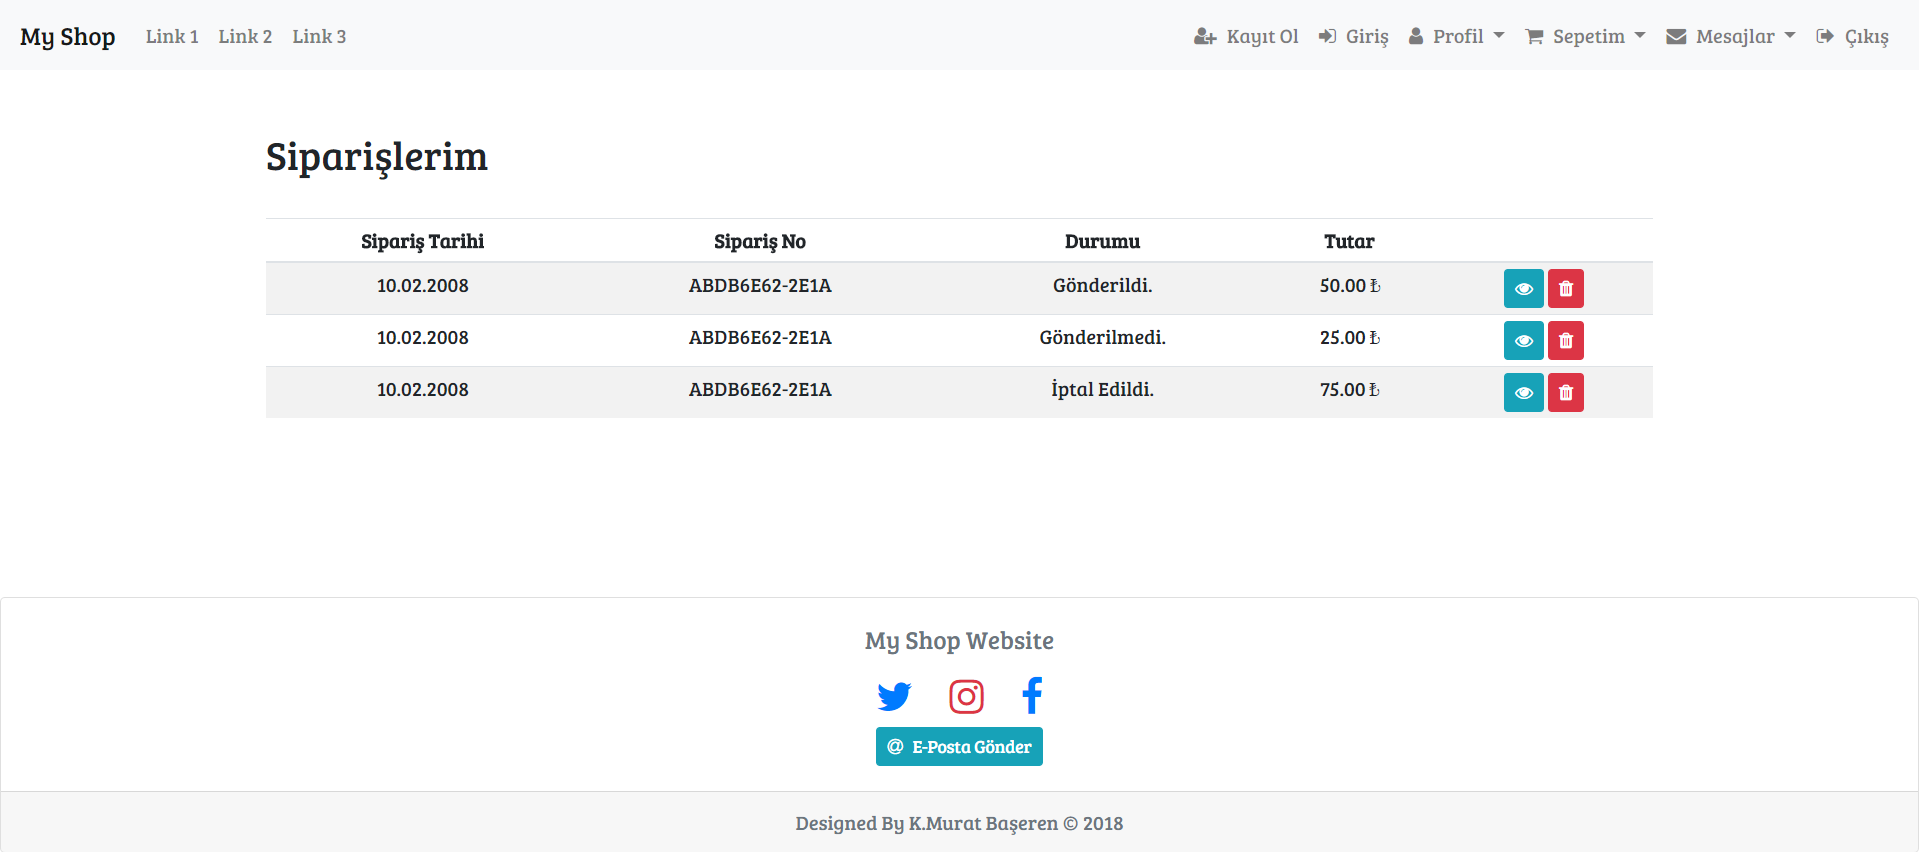 My Shop Link 1 Link 2 Link 3 Kayıt Ol Giriş Profil Sepetim Mesajlar Çıkış
Siparişlerim
Sipariş Tarihi Sipariş No Durumu Tutar
10.02.2008 ABDB6E62-2E1A Gönderildi. 50.00 ₺
10.02.2008 ABDB6E62-2E1A Gönderilmedi. 25.00 ₺
10.02.2008 ABDB6E62-2E1A İptal Edildi. 75.00 ₺
My Shop Website
E-Posta Gönder
Designed By K.Murat Başeren © 2018